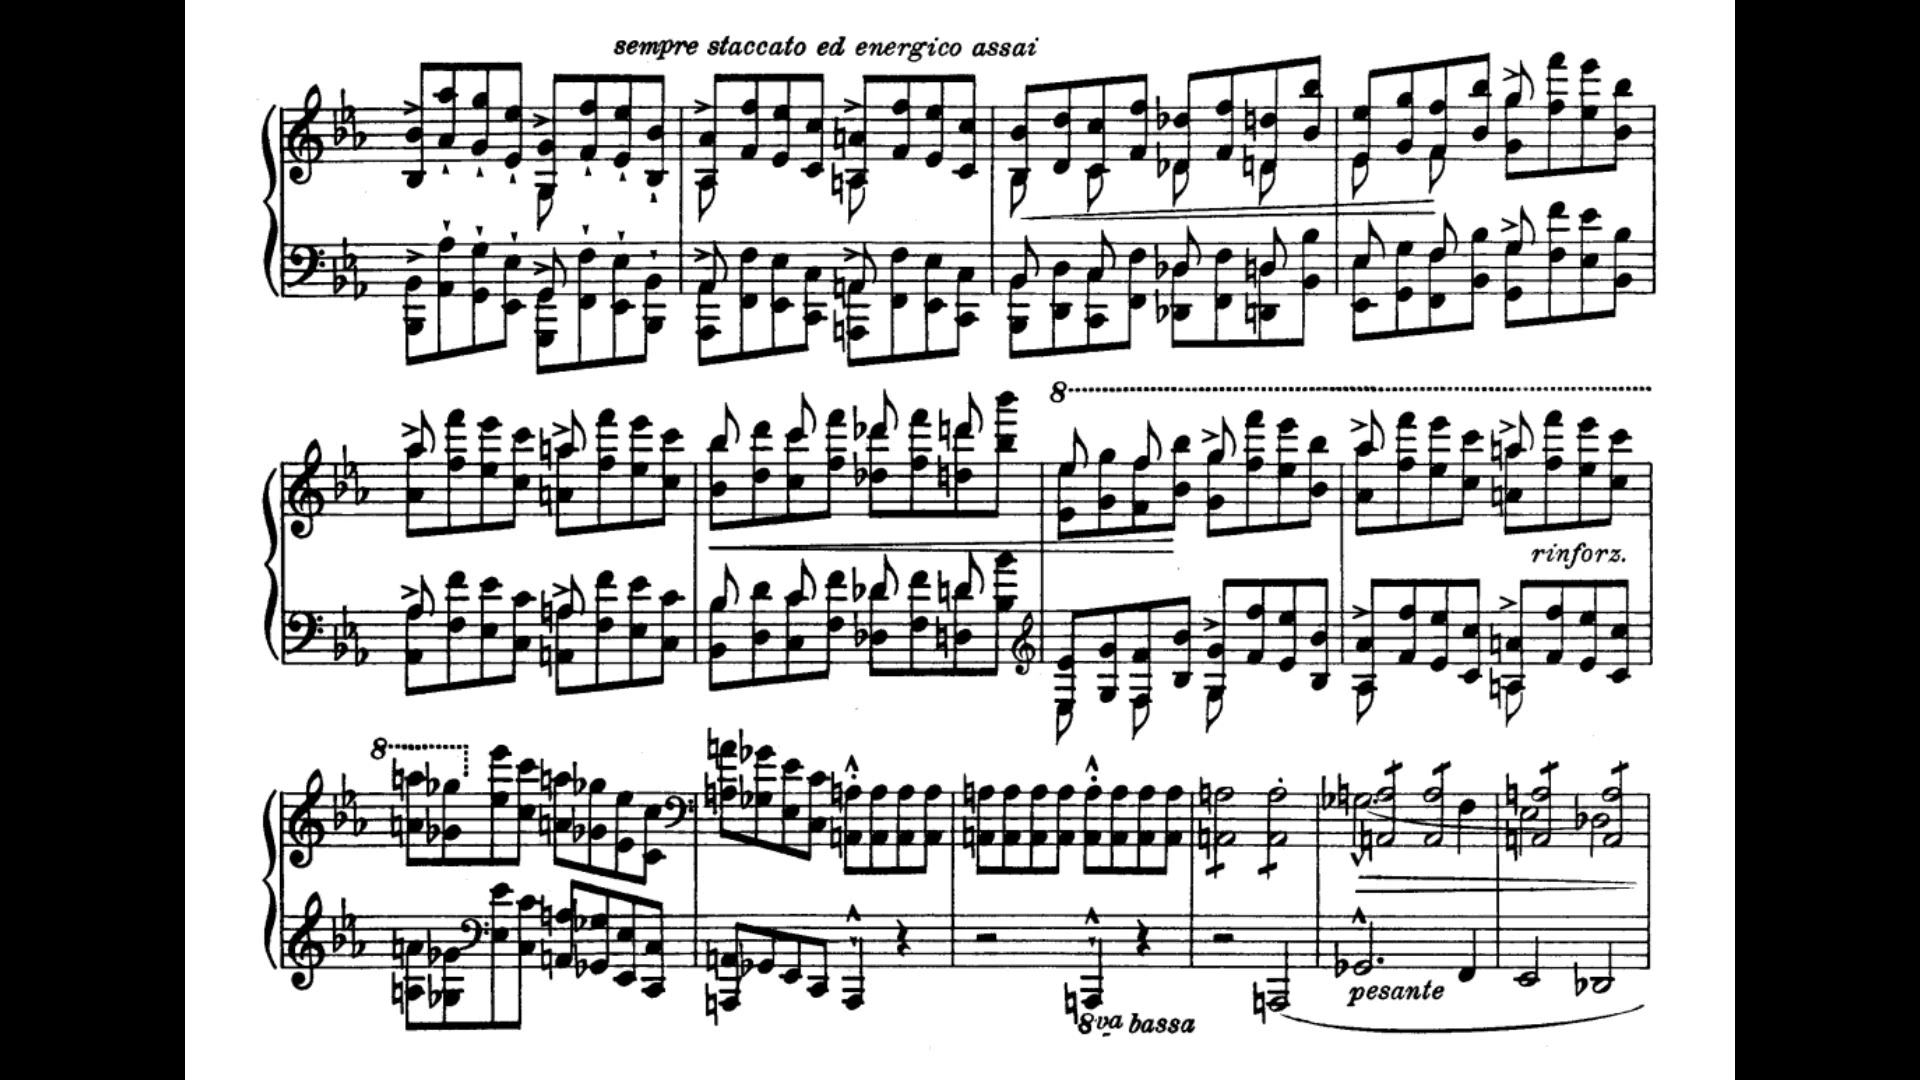 sempre staccato ed energico assai
8
rinforz.
8
pesante
8va bassa